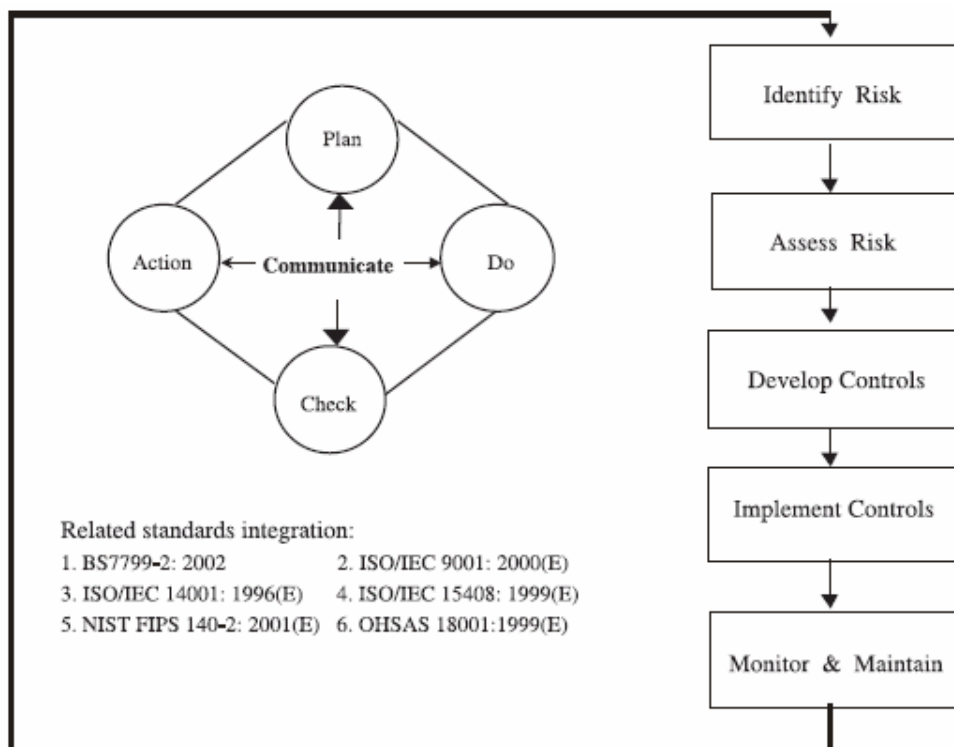 Plan
Action
Communicate
Do
Check
Related standards integration:
1. BS7799-2: 2002 2. ISO/IEC 9001: 2000(E)
3. ISO/IEC 14001: 1996(E) 4. ISO/IEC 15408: 1999(E)
5. NIST FIPS 140-2: 2001(E) 6. OHSAS 18001:1999(E)
Identify Risk
Assess Risk
Develop Controls
Implement Controls
Monitor & Maintain